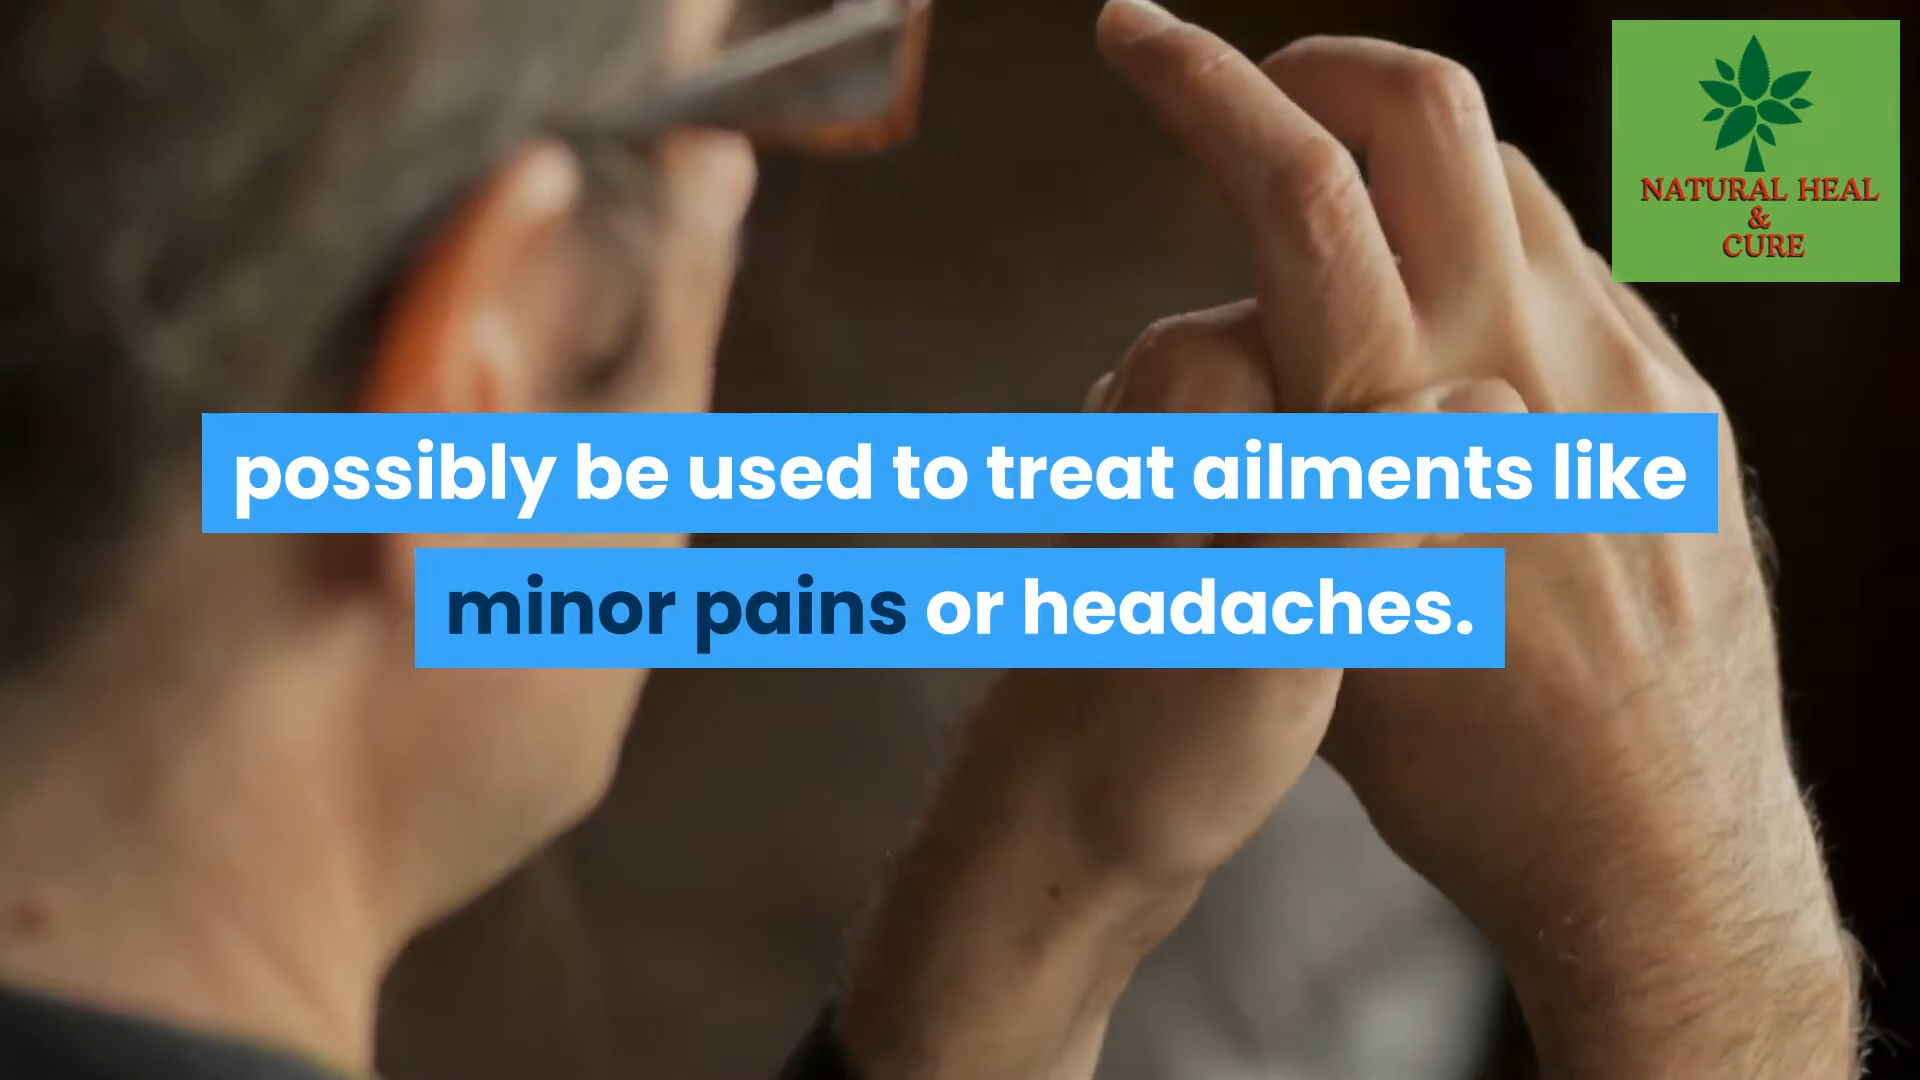 NATURAL HEAL
&
CURE
possibly be used to treat ailments like
minor pains or headaches.